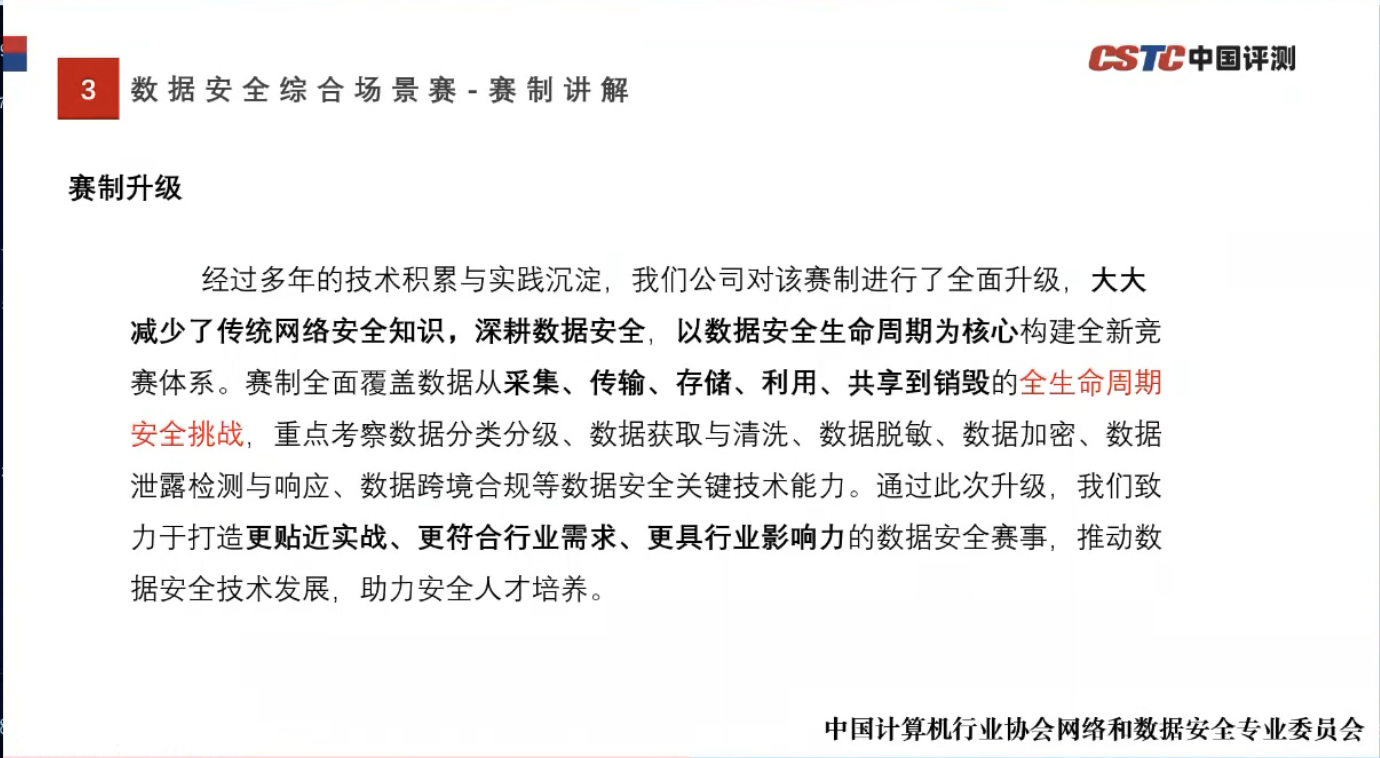 CSTC中国评测
3 数据安全综合场景赛-赛制讲解
赛制升级
经过多年的技术积累与实践沉淀，我们公司对该赛制进行了全面升级，大大
减少了传统网络安全知识，深耕数据安全，以数据安全生命周期为核心构建全新竞
赛体系。赛制全面覆盖数据从采集、传输、存储、利用、共享到销毁的全生命周期
安全挑战，重点考察数据分类分级、数据获取与清洗、数据脱敏、数据加密、数据
泄露检测与响应、数据跨境合规等数据安全关键技术能力。通过此次升级，我们致
力于打造更贴近实战、更符合行业需求、更具行业影响力的数据安全赛事，推动数
据安全技术发展，助力安全人才培养。
中国计算机行业协会网络和数据安全专业委员会